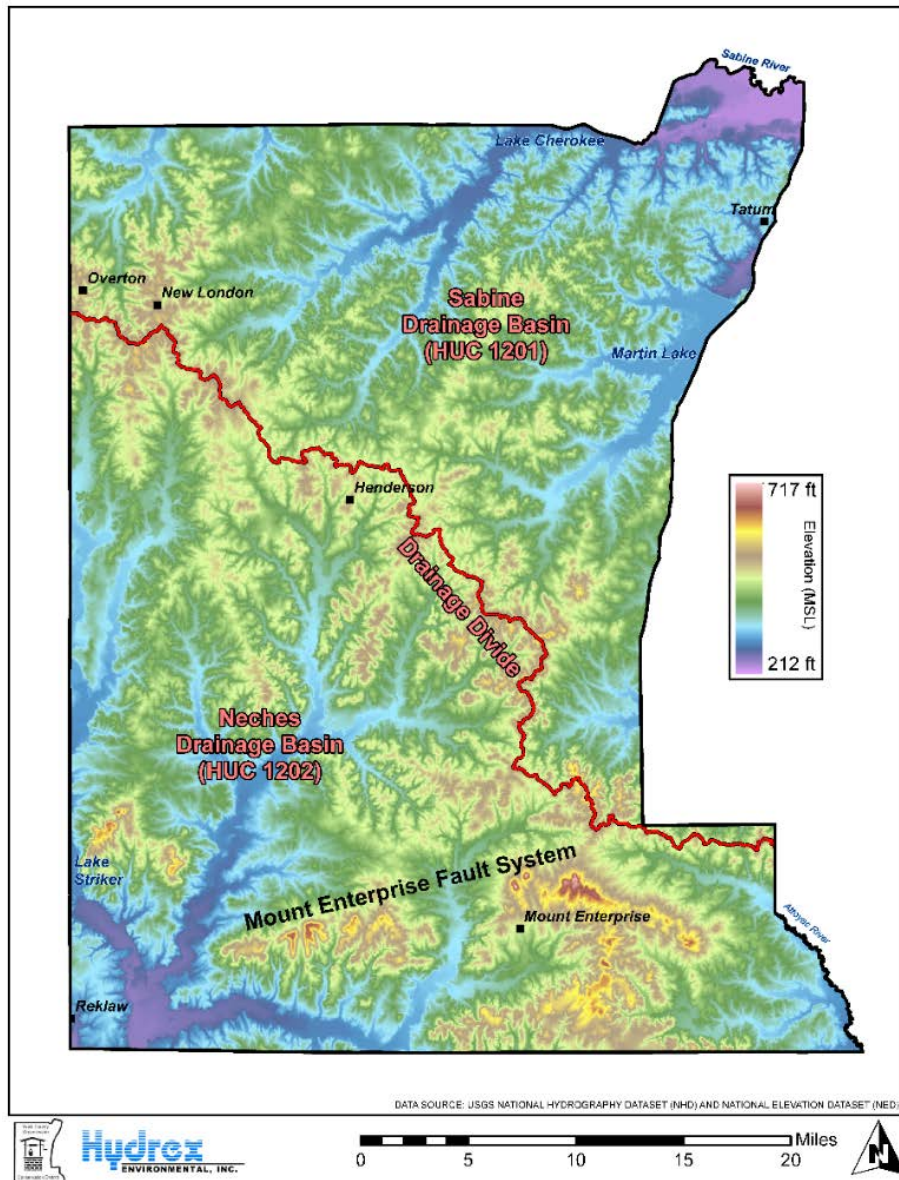 Sabine River
Lake Cherokee
Tatum
Overton
New London
Sabine
Drainage Basin
(HUC 1201)
Martin Lake
Henderson
717 ft
Elevation (MSL)
212 ft
Drainage Divide
Neches
Drainage Basin
(HUC 1202)
Lake
Striker
Mount Enterprise Fault System
Mount Enterprise
Attoyac River
Reklaw
DATA SOURCE: USGS NATIONAL HYDROGRAPHY DATASET (NHD) AND NATIONAL ELEVATION DATASET (NED)
Hydrex
ENVIRONMENTAL, INC.
Miles
0 5 10 15 20
N